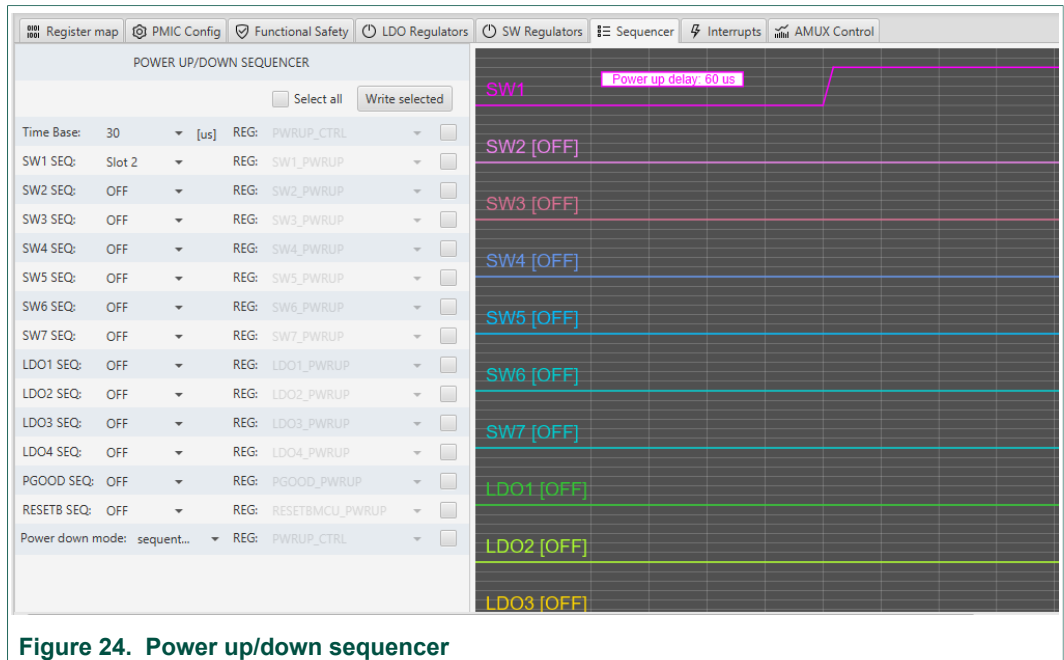 Register map PMIC Config Functional Safety LDO Regulators SW Regulators Sequencer Interrupts AMUX Control
POWER UP/DOWN SEQUENCER
Select all Write selected
Time Base: 30 [us] REG: PWRUP_CTRL
SW1 SEQ: Slot 2 REG: SW1_PWRUP
SW2 SEQ: OFF REG: SW2_PWRUP
SW3 SEQ: OFF REG: SW3_PWRUP
SW4 SEQ: OFF REG: SW4_PWRUP
SW5 SEQ: OFF REG: SW5_PWRUP
SW6 SEQ: OFF REG: SW6_PWRUP
SW7 SEQ: OFF REG: SW7_PWRUP
LDO1 SEQ: OFF REG: LDO1_PWRUP
LDO2 SEQ: OFF REG: LDO2_PWRUP
LDO3 SEQ: OFF REG: LDO3_PWRUP
LDO4 SEQ: OFF REG: LDO4_PWRUP
PGOOD SEQ: OFF REG: PGOOD_PWRUP
RESETB SEQ: OFF REG: RESETBMCU_PWRUP
Power down mode: sequent... REG: PWRUP_CTRL
SW1 Power up delay: 60 us
SW2 [OFF]
SW3 [OFF]
SW4 [OFF]
SW5 [OFF]
SW6 [OFF]
SW7 [OFF]
LDO1 [OFF]
LDO2 [OFF]
LDO3 [OFF]
Figure 24. Power up/down sequencer